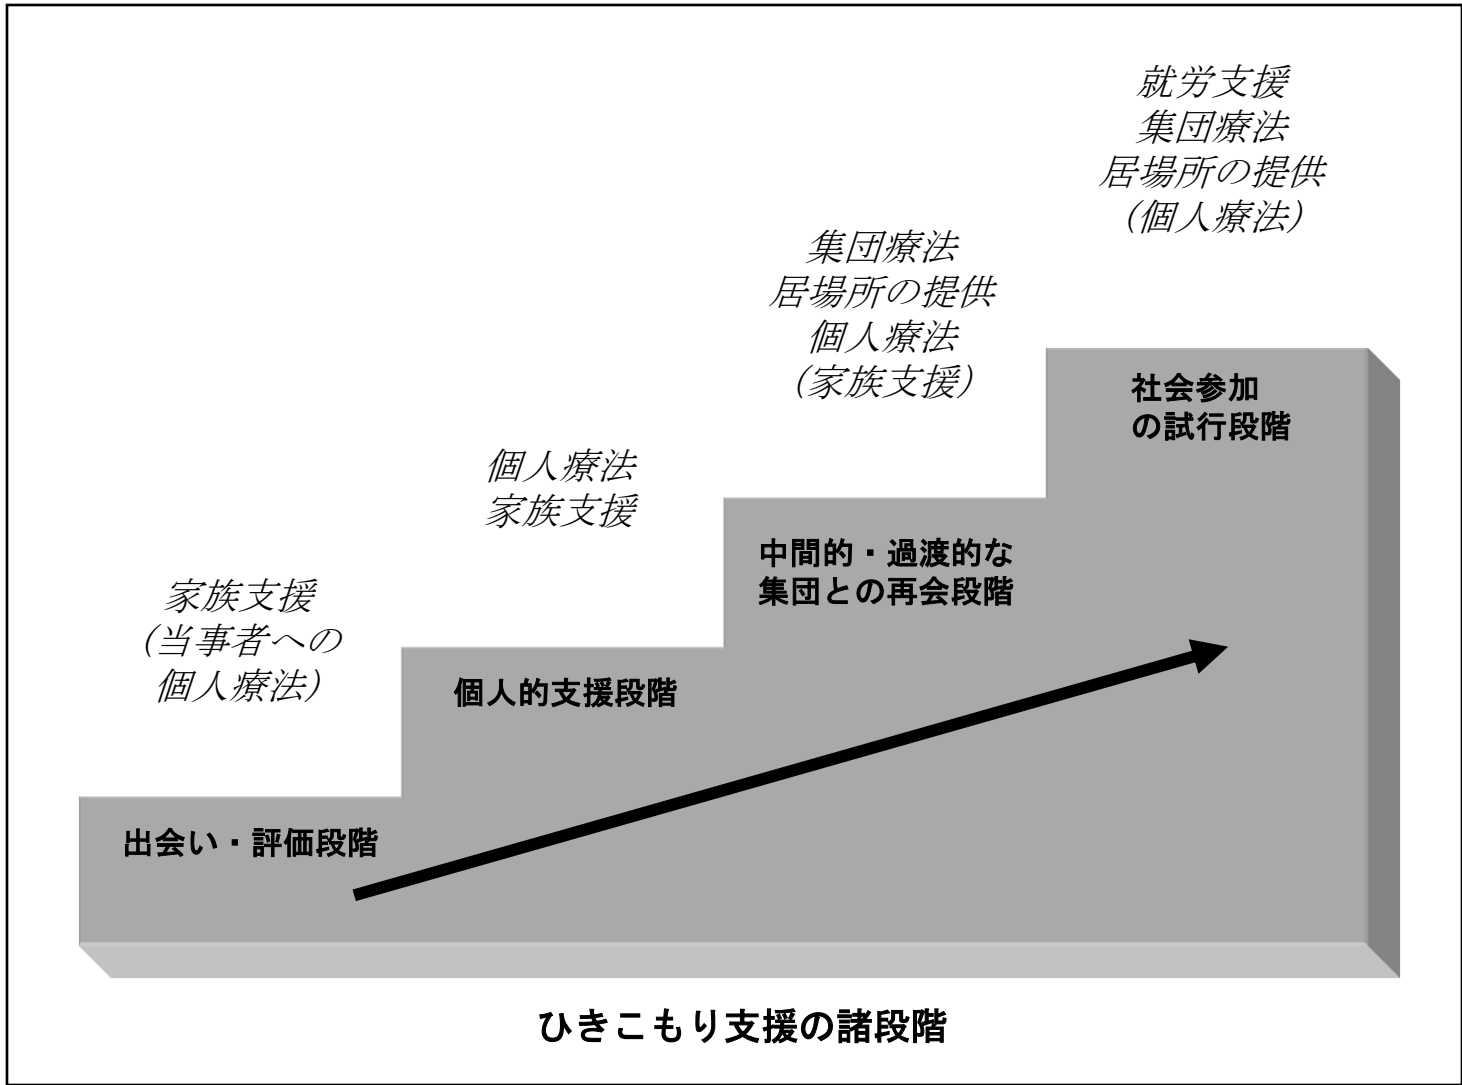 就労支援
集団療法
居場所の提供
(個人療法)
集団療法
居場所の提供
個人療法
(家族支援)
社会参加
の試行段階
個人療法
家族支援
中間的・過渡的な
集団との再会段階
家族支援
(当事者への
個人療法)
個人的支援段階
出会い・評価段階
ひきこもり支援の諸段階